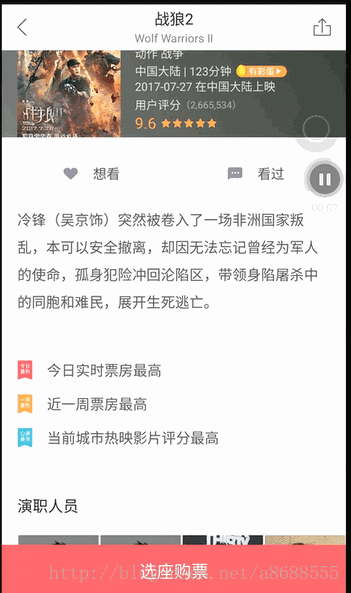 战狼2
Wolf Warriors II
动作 战争
中国大陆 | 123分钟 有彩蛋
2017-07-27 在中国大陆上映
用户评分 (2,665,534)
9.6
想看 看过
00:27
冷锋（吴京饰）突然被卷入了一场非洲国家叛
乱，本可以安全撤离，却因无法忘记曾经为军人
的使命，孤身犯险冲回沦陷区，带领身陷屠杀中
的同胞和难民，展开生死逃亡。
今日实时票房最高
近一周票房最高
当前城市热映影片评分最高
演职人员
选座购票